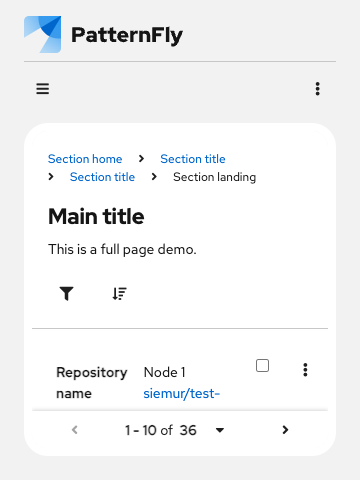 PatternFly
Section home > Section title
> Section title > Section landing
Main title
This is a full page demo.
Repository name
Node 1
siemur/test-
1 - 10 of 36